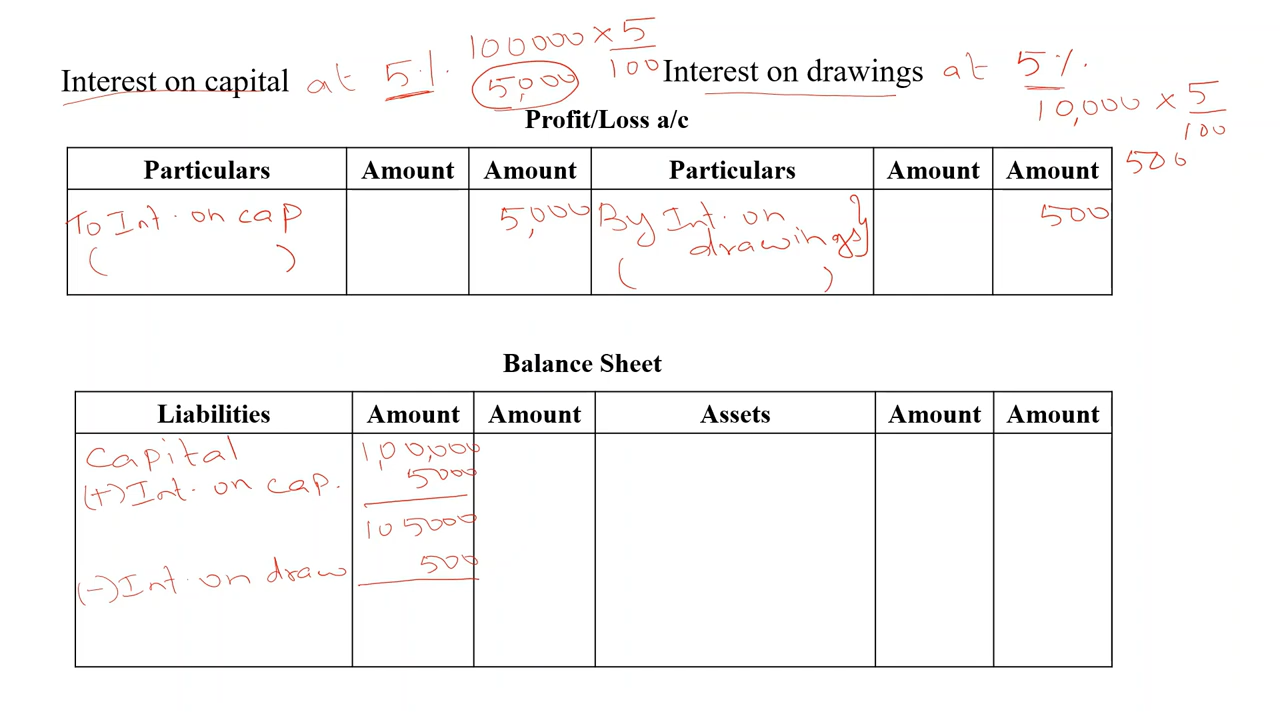 Interest on capital at 5%. 100000 × 5/100
5,000
Interest on drawings at 5%.
10,000 × 5/100
500
Profit/Loss a/c
Particulars Amount Amount Particulars Amount Amount
To Int. on cap 5,000 By Int. on drawings} 500
( ) ( )
Balance Sheet
Liabilities Amount Amount Assets Amount Amount
Capital 1,00,000
(+) Int. on cap. 5000
105000
(-) Int. on draw 500